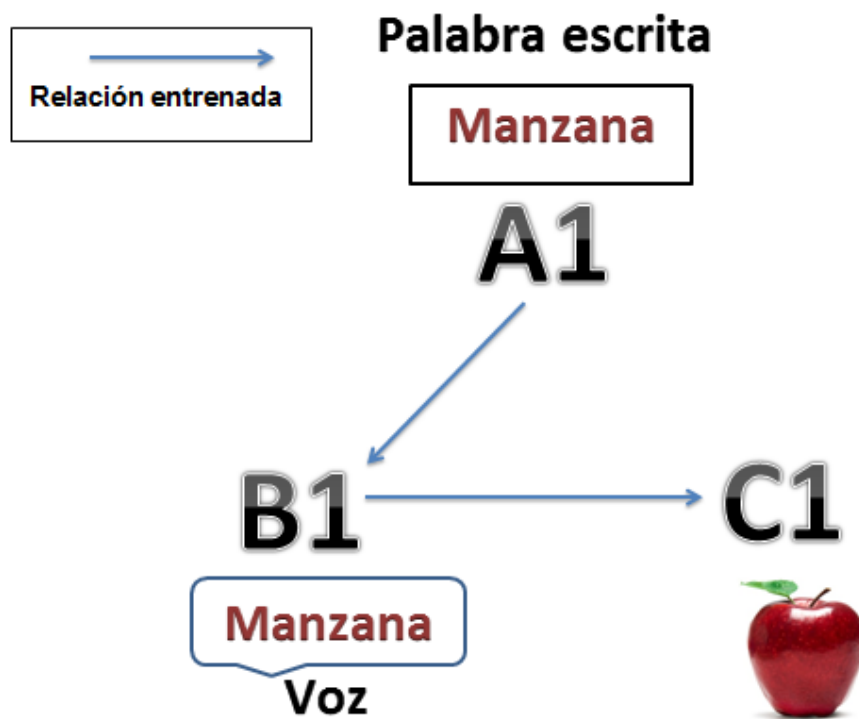 Palabra escrita
Relación entrenada
Manzana
A1
B1
C1
Manzana
Voz